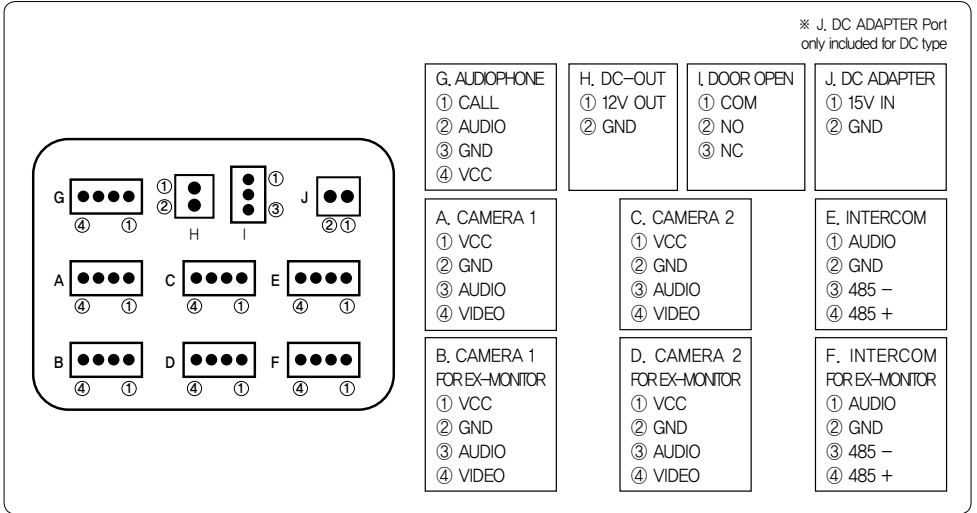 ※ J. DC ADAPTER Port
only included for DC type
G. AUDIOPHONE
① CALL
② AUDIO
③ GND
④ VCC
H. DC-OUT
① 12V OUT
② GND
I. DOOR OPEN
① COM
② NO
③ NC
J. DC ADAPTER
① 15V IN
② GND
G
④ ①
①
②
H
①
③
I
J
②①
A
④ ①
C
④ ①
E
④ ①
B
④ ①
D
④ ①
F
④ ①
A. CAMERA 1
① VCC
② GND
③ AUDIO
④ VIDEO
C. CAMERA 2
① VCC
② GND
③ AUDIO
④ VIDEO
E. INTERCOM
① AUDIO
② GND
③ 485 -
④ 485 +
B. CAMERA 1
FOR EX-MONITOR
① VCC
② GND
③ AUDIO
④ VIDEO
D. CAMERA 2
FOR EX-MONITOR
① VCC
② GND
③ AUDIO
④ VIDEO
F. INTERCOM
FOR EX-MONITOR
① AUDIO
② GND
③ 485 -
④ 485 +